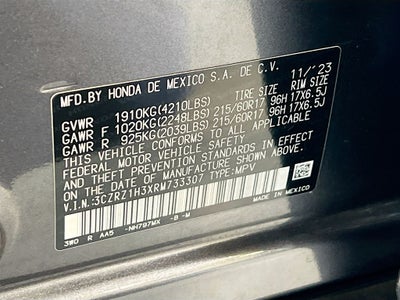 MFD.BY HONDA DE MEXICO S.A. DE C.V. 11/'23
TIRE SIZE RIM SIZE
GVWR 1910KG(4210LBS)
GAWR F 1020KG(2248LBS) 215/60R17 96H 17X6.5J
GAWR R 925KG(2039LBS) 215/60R17 96H 17X6.5J
THIS VEHICLE CONFORMS TO ALL APPLICABLE
FEDERAL MOTOR VEHICLE SAFETY, BUMPER,
AND THEFT PREVENTION STANDARDS IN EFFECT
ON THE DATE OF MANUFACTURE SHOWN ABOVE.
V.I.N.:3CZRZ1H3XRM733307 TYPE:MPV
3W0 R AA5 -NH797MX -B -M MADE IN MEXICO